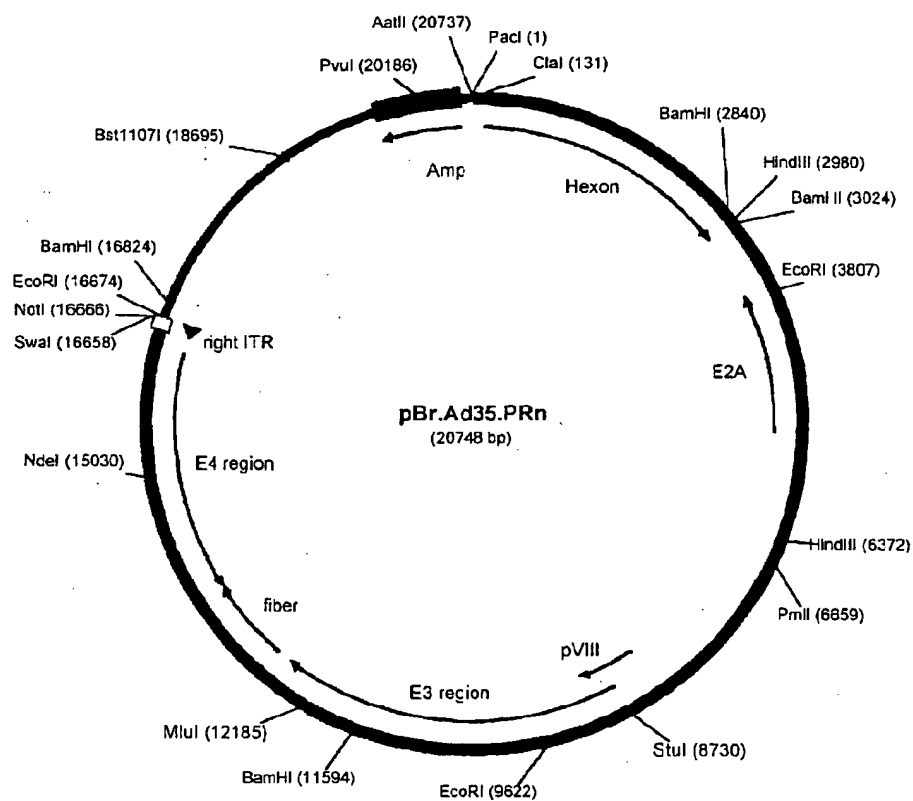 AatII (20737)
PacI (1)
PvuI (20186)
ClaI (131)
BamHI (2840)
Bst1107I (18695)
HindIII (2980)
Amp
Hexon
BamHI (3024)
BamHI (16824)
EcoRI (3807)
EcoRI (16674)
NotI (16666)
SwaI (16658)
right ITR
E2A
pBr.Ad35.PRn
(20748 bp)
NdeI (15030)
E4 region
HindIII (6372)
fiber
PmlI (6659)
pVIII
E3 region
MluI (12185)
StuI (8730)
BamHI (11594)
EcoRI (9622)